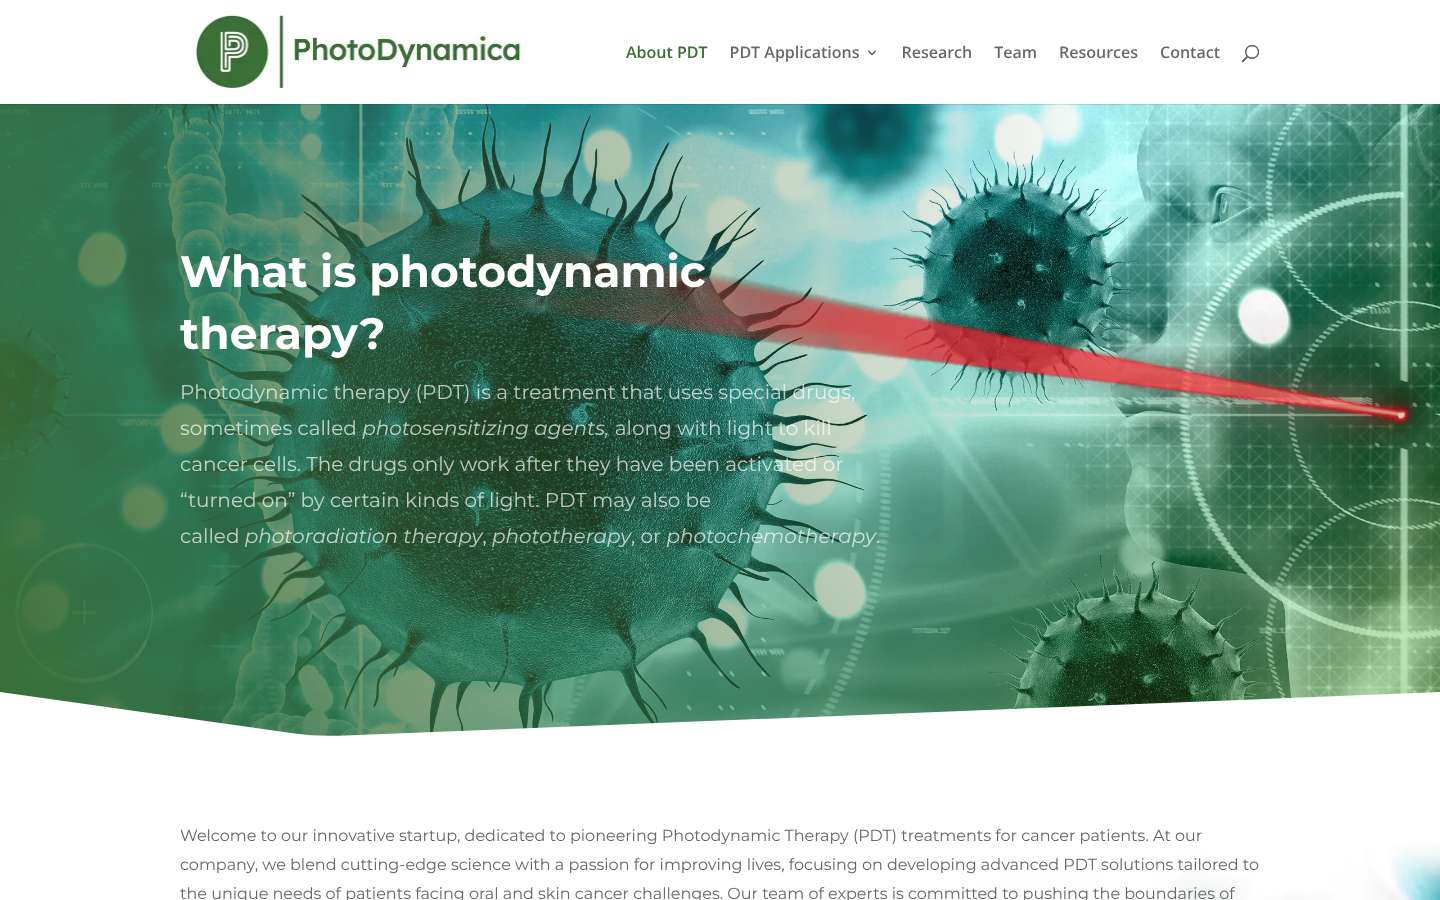 P
PhotoDynamica
About PDT
PDT Applications
Research
Team
Resources
Contact
What is photodynamic
therapy?
Photodynamic therapy (PDT) is a treatment that uses special drugs,
sometimes called photosensitizing agents, along with light to kill
cancer cells. The drugs only work after they have been activated or
“turned on” by certain kinds of light. PDT may also be
called photoradiation therapy, phototherapy, or photochemotherapy.
Welcome to our innovative startup, dedicated to pioneering Photodynamic Therapy (PDT) treatments for cancer patients. At our
company, we blend cutting-edge science with a passion for improving lives, focusing on developing advanced PDT solutions tailored to
the unique needs of patients facing oral and skin cancer challenges. Our team of experts is committed to pushing the boundaries of